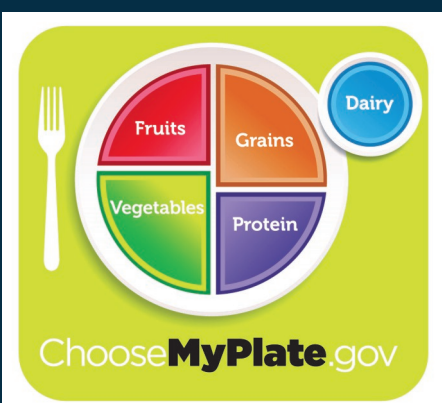 Fruits
Grains
Dairy
Vegetables
Protein
ChooseMyPlate.gov